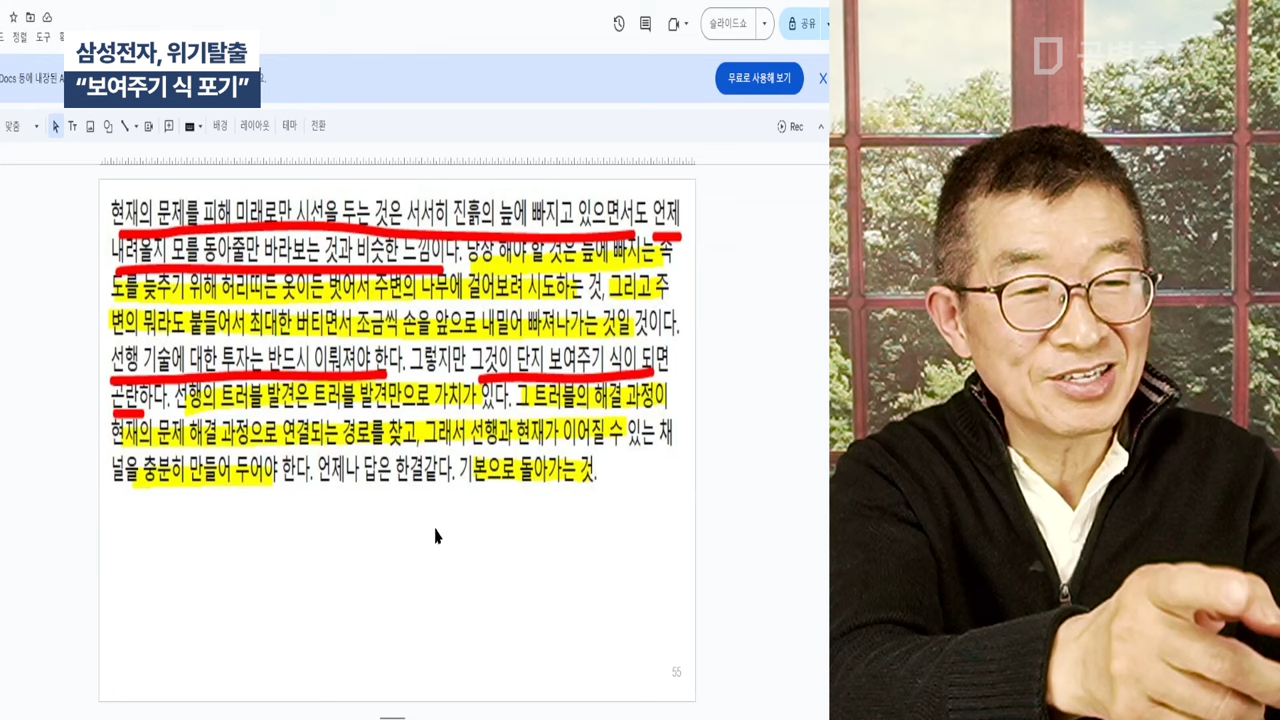 슬라이드쇼
공유
정렬 도구
삼성전자, 위기탈출
"보여주기 식 포기"
Docs 등에 내장된
무료로 사용해 보기
X
맞춤
배경 레이아웃 테마 전환
Rec
현재의 문제를 피해 미래로만 시선을 두는 것은 서서히 진흙의 늪에 빠지고 있으면서도 언제
내려올지 모를 동아줄만 바라보는 것과 비슷한 느낌이다. 당장 해야 할 것은 늪에 빠지는 속
도를 늦추기 위해 허리띠든 옷이든 벗어서 주변의 나무에 걸어보려 시도하는 것, 그리고 주
변의 뭐라도 붙들어서 최대한 버티면서 조금씩 손을 앞으로 내밀어 빠져나가는 것일 것이다.
선행 기술에 대한 투자는 반드시 이뤄져야 한다. 그렇지만 그것이 단지 보여주기 식이 되면
곤란하다. 선행의 트러블 발견은 트러블 발견만으로 가치가 있다. 그 트러블의 해결 과정이
현재의 문제 해결 과정으로 연결되는 경로를 찾고, 그래서 선행과 현재가 이어질 수 있는 채
널을 충분히 만들어 두어야 한다. 언제나 답은 한결같다. 기본으로 돌아가는 것.
55